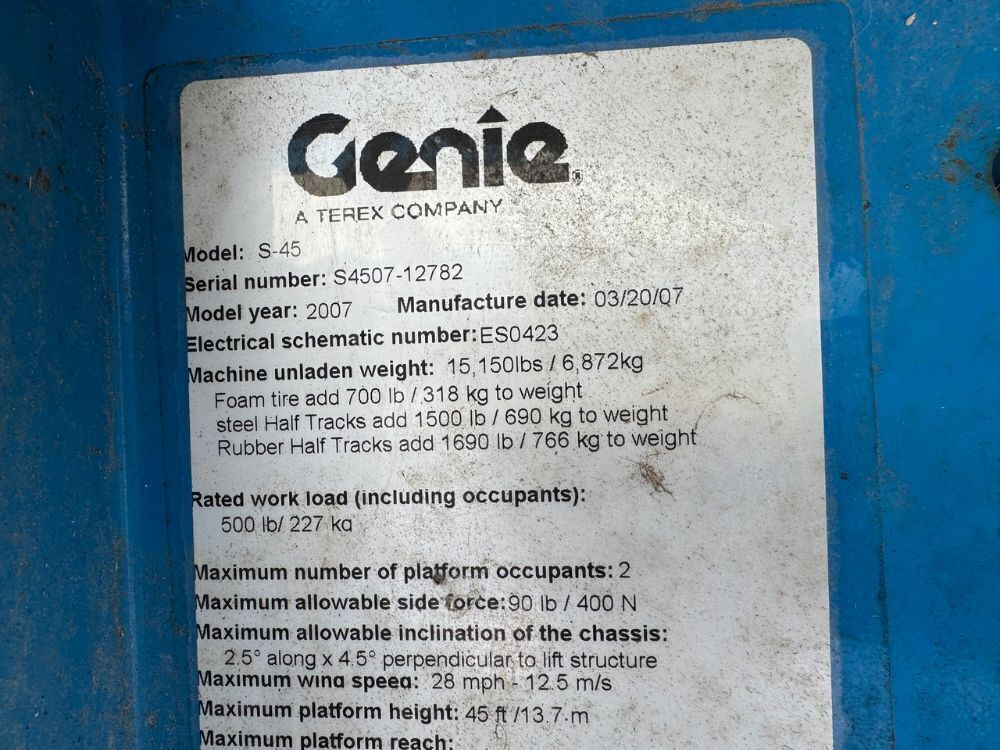 Genie
A TEREX COMPANY
Model: S-45
Serial number: S4507-12782
Model year: 2007 Manufacture date: 03/20/07
Electrical schematic number:ES0423
Machine unladen weight: 15,150lbs / 6,872kg
Foam tire add 700 lb / 318 kg to weight
steel Half Tracks add 1500 lb / 690 kg to weight
Rubber Half Tracks add 1690 lb / 766 kg to weight
Rated work load (including occupants):
500 lb/ 227 kg
Maximum number of platform occupants: 2
Maximum allowable side force:90 lb / 400 N
Maximum allowable inclination of the chassis:
2.5° along x 4.5° perpendicular to lift structure
Maximum wind speed: 28 mph - 12.5 m/s
Maximum platform height: 45 ft /13.7 m
Maximum platform reach: